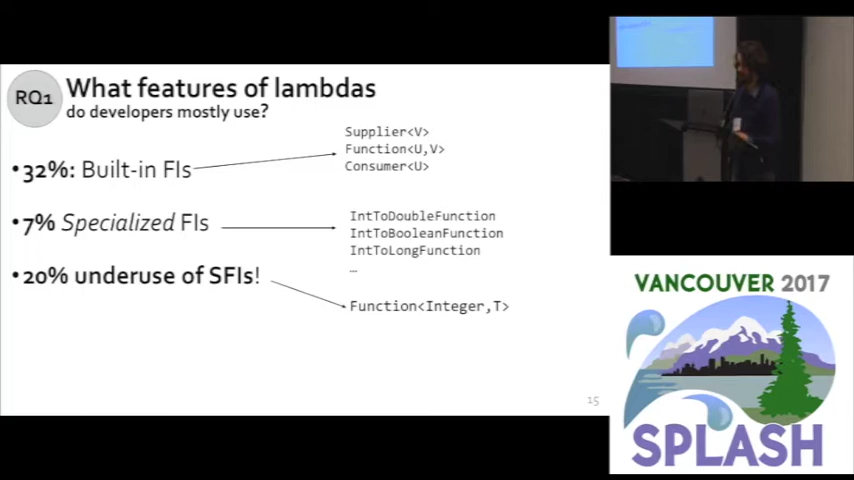 RQ1
What features of lambdas
do developers mostly use?
•32%: Built-in FIs
Supplier<V>
Function<U,V>
Consumer<U>
•7% Specialized FIs
IntToDoubleFunction
IntToBooleanFunction
IntToLongFunction
…
•20% underuse of SFIs!
Function<Integer,T>
15
VANCOUVER 2017
SPLASH